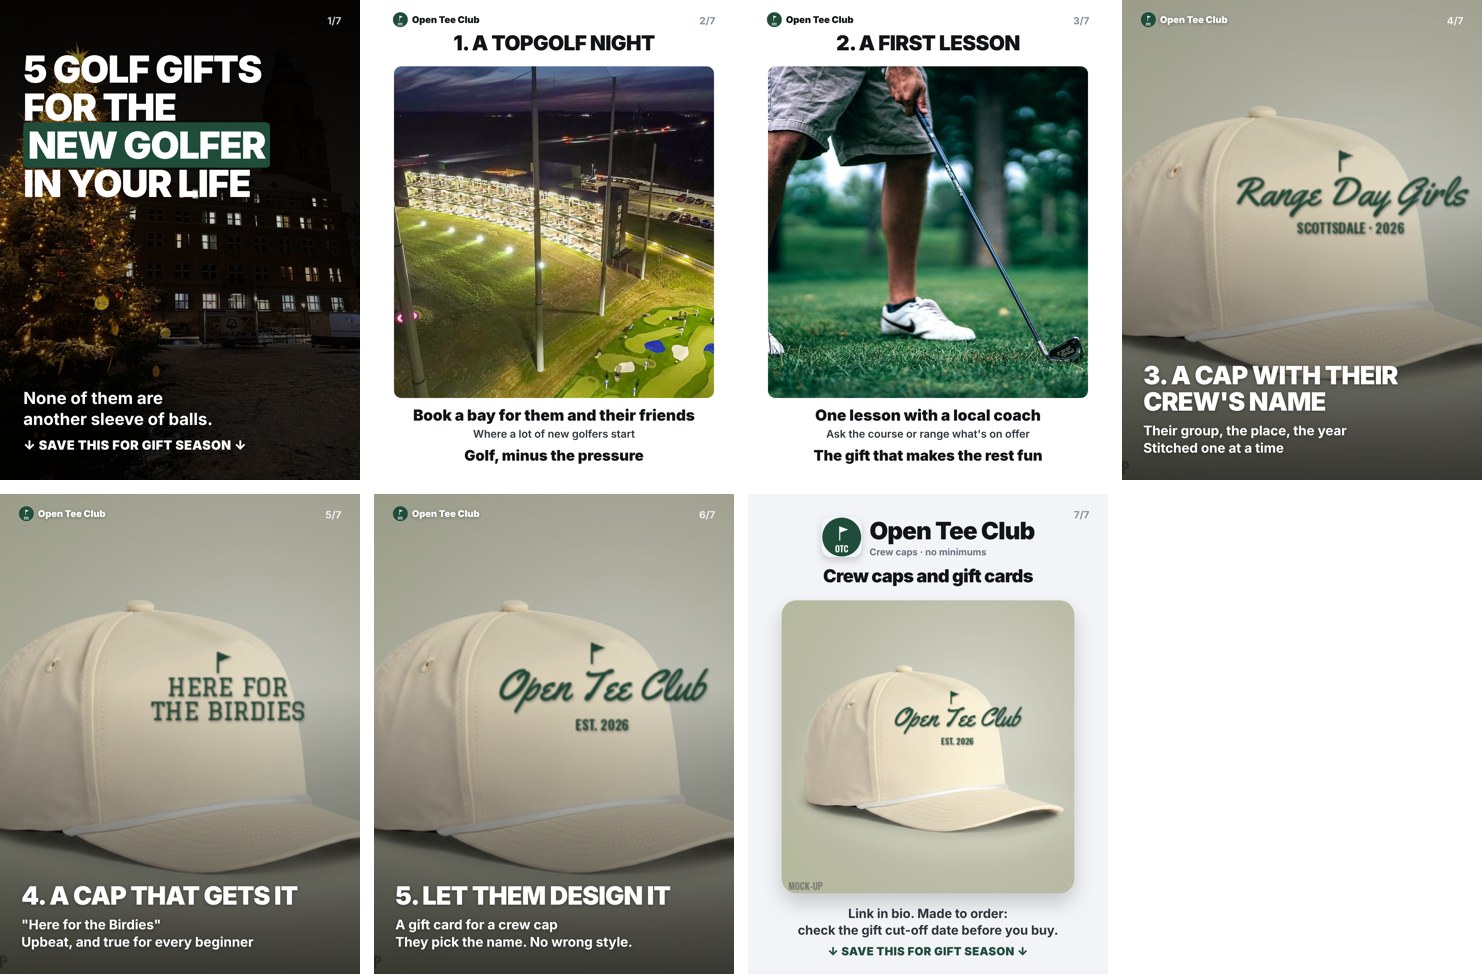 1/7
5 GOLF GIFTS
FOR THE
NEW GOLFER
IN YOUR LIFE
None of them are
another sleeve of balls.
↓ SAVE THIS FOR GIFT SEASON ↓
OTC
Open Tee Club
2/7
1. A TOPGOLF NIGHT
Book a bay for them and their friends
Where a lot of new golfers start
Golf, minus the pressure
OTC
Open Tee Club
3/7
2. A FIRST LESSON
One lesson with a local coach
Ask the course or range what's on offer
The gift that makes the rest fun
OTC
Open Tee Club
4/7
Range Day Girls
SCOTTSDALE · 2026
3. A CAP WITH THEIR
CREW'S NAME
Their group, the place, the year
Stitched one at a time
P
OTC
Open Tee Club
5/7
HERE FOR
THE BIRDIES
4. A CAP THAT GETS IT
"Here for the Birdies"
Upbeat, and true for every beginner
P
OTC
Open Tee Club
6/7
Open Tee Club
EST. 2026
5. LET THEM DESIGN IT
A gift card for a crew cap
They pick the name. No wrong style.
P
7/7
OTC
Open Tee Club
Crew caps · no minimums
Crew caps and gift cards
Open Tee Club
EST. 2026
MOCK-UP
Link in bio. Made to order:
check the gift cut-off date before you buy.
↓ SAVE THIS FOR GIFT SEASON ↓